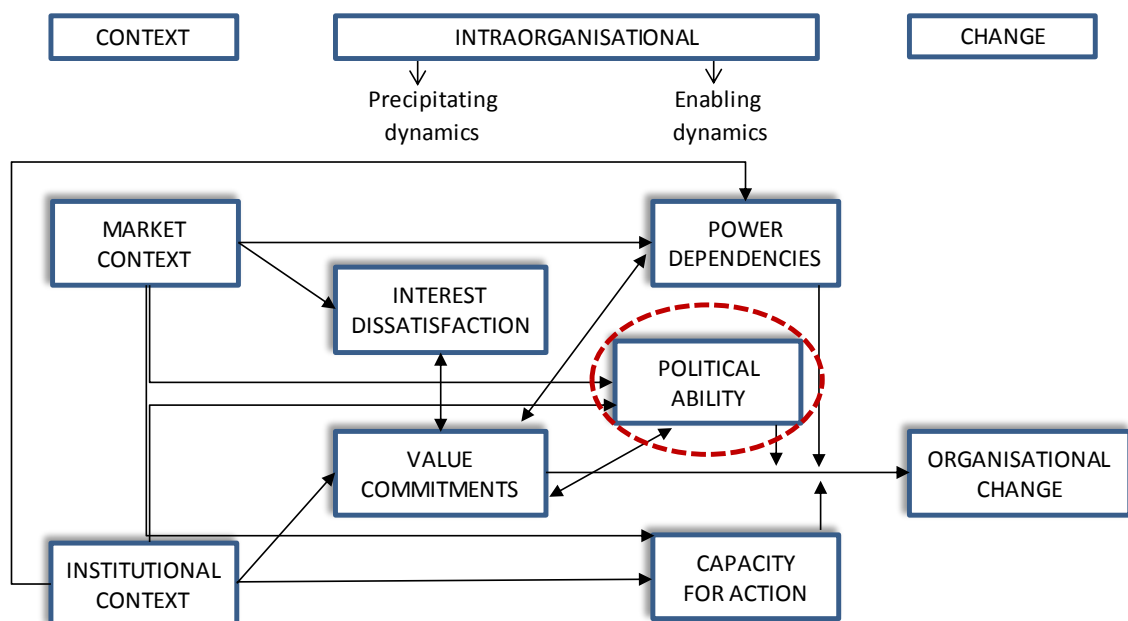 CONTEXT
INTRAORGANISATIONAL
CHANGE
Precipitating
dynamics
Enabling
dynamics
MARKET
CONTEXT
POWER
DEPENDENCIES
INTEREST
DISSATISFACTION
POLITICAL
ABILITY
VALUE
COMMITMENTS
ORGANISATIONAL
CHANGE
INSTITUTIONAL
CONTEXT
CAPACITY
FOR ACTION